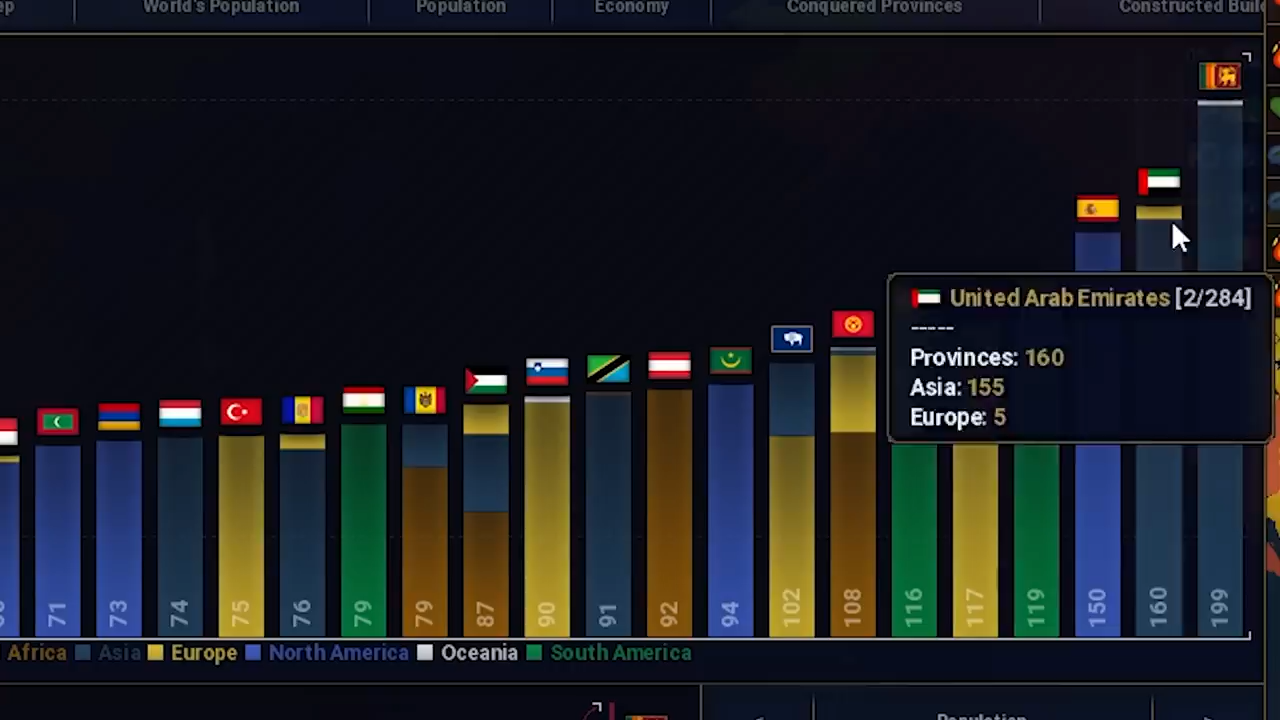 World's Population Population Economy Conquered Provinces Constructed Buil
United Arab Emirates [2/284]
-----
Provinces: 160
Asia: 155
Europe: 5
71 73 74 75 76 79 79 87 90 91 92 94 102 108 116 117 119 150 160 199
Africa Asia Europe North America Oceania South America
Population